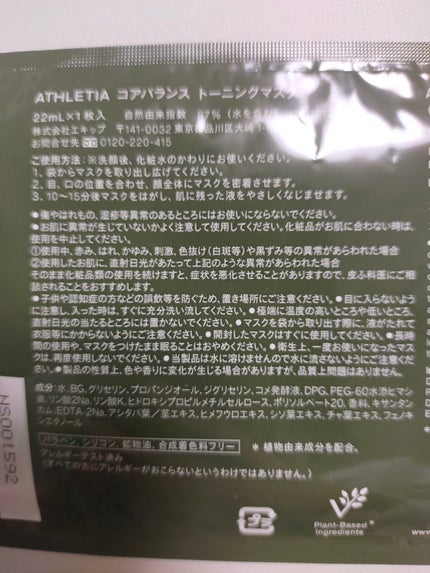 ATHLETIA コアバランス トーニングマスク
22mL×1枚入 自然由来指数 97% (水を含む)
株式会社エキップ 〒141-0032 東京都品川区大崎
お問合せ先 0120-220-415
ご使用方法:※洗顔後、化粧水のかわりにお使いください。
1. 袋からマスクを取り出し広げてください。
2. 目、口の位置を合わせ、顔全体にマスクを密着させます。
3. 10〜15分後マスクをはがし、肌に残った液をやさしくなじませます。
●傷やはれもの、湿疹等異常のあるところにはお使いにならないでください。
●お肌に異常が生じていないかよく注意して使用してください。化粧品がお肌に合わない時は、
使用を中止してください。
①使用中、赤み、はれ、かゆみ、刺激、色抜け(白斑等)や黒ずみ等の異常があらわれた場合
②使用したお肌に、直射日光があたって上記のような異常があらわれた場合
そのまま化粧品類の使用を続けますと、症状を悪化させることがありますので、皮ふ科医にご相
談されることをおすすめします。
●子供や認知症の方などの誤飲等を防ぐため、置き場所にご注意ください。●目に入らないよう
に注意し、入った時は、すぐに充分洗い流してください。●極端に温度の高いところや低いところ、
直射日光の当たるところには置かないでください。●マスクを袋から取り出す際に、液がたれて
衣服等にかからないようにご注意ください。●開封したマスクはすぐに使用してください。●長時
間の使用や、マスクをつけたまま眠ることはおやめください。●衛生上、一度お使いになったマス
クは、再度使用しないでください。●当製品は水に溶けませんので水に流さないようにご注意くだ
さい。●製品の性質上、色や香りに変化が生じる場合がありますが、品質上問題はありません。
成分:水、BG、グリセリン、プロパンジオール、ジグリセリン、コメ発酵液、DPG、PEG-60水添ヒマシ
油、リン酸2Na、リン酸K、ヒドロキシプロピルメチルセルロース、ポリソルベート20、香料、キサンタン
ガム、EDTA-2Na、アシタバ葉/茎エキス、ヒメフウロエキス、シソ葉エキス、チャ葉エキス、フェノキ
シエタノール
パラベン、シリコン、鉱物油、合成着色料フリー * 植物由来成分を配合。
アレルギーテスト済み
(すべての方にアレルギーがおこらないというわけではありません。)
NS001592
プラ
Plant-Based*
Ingredients
www